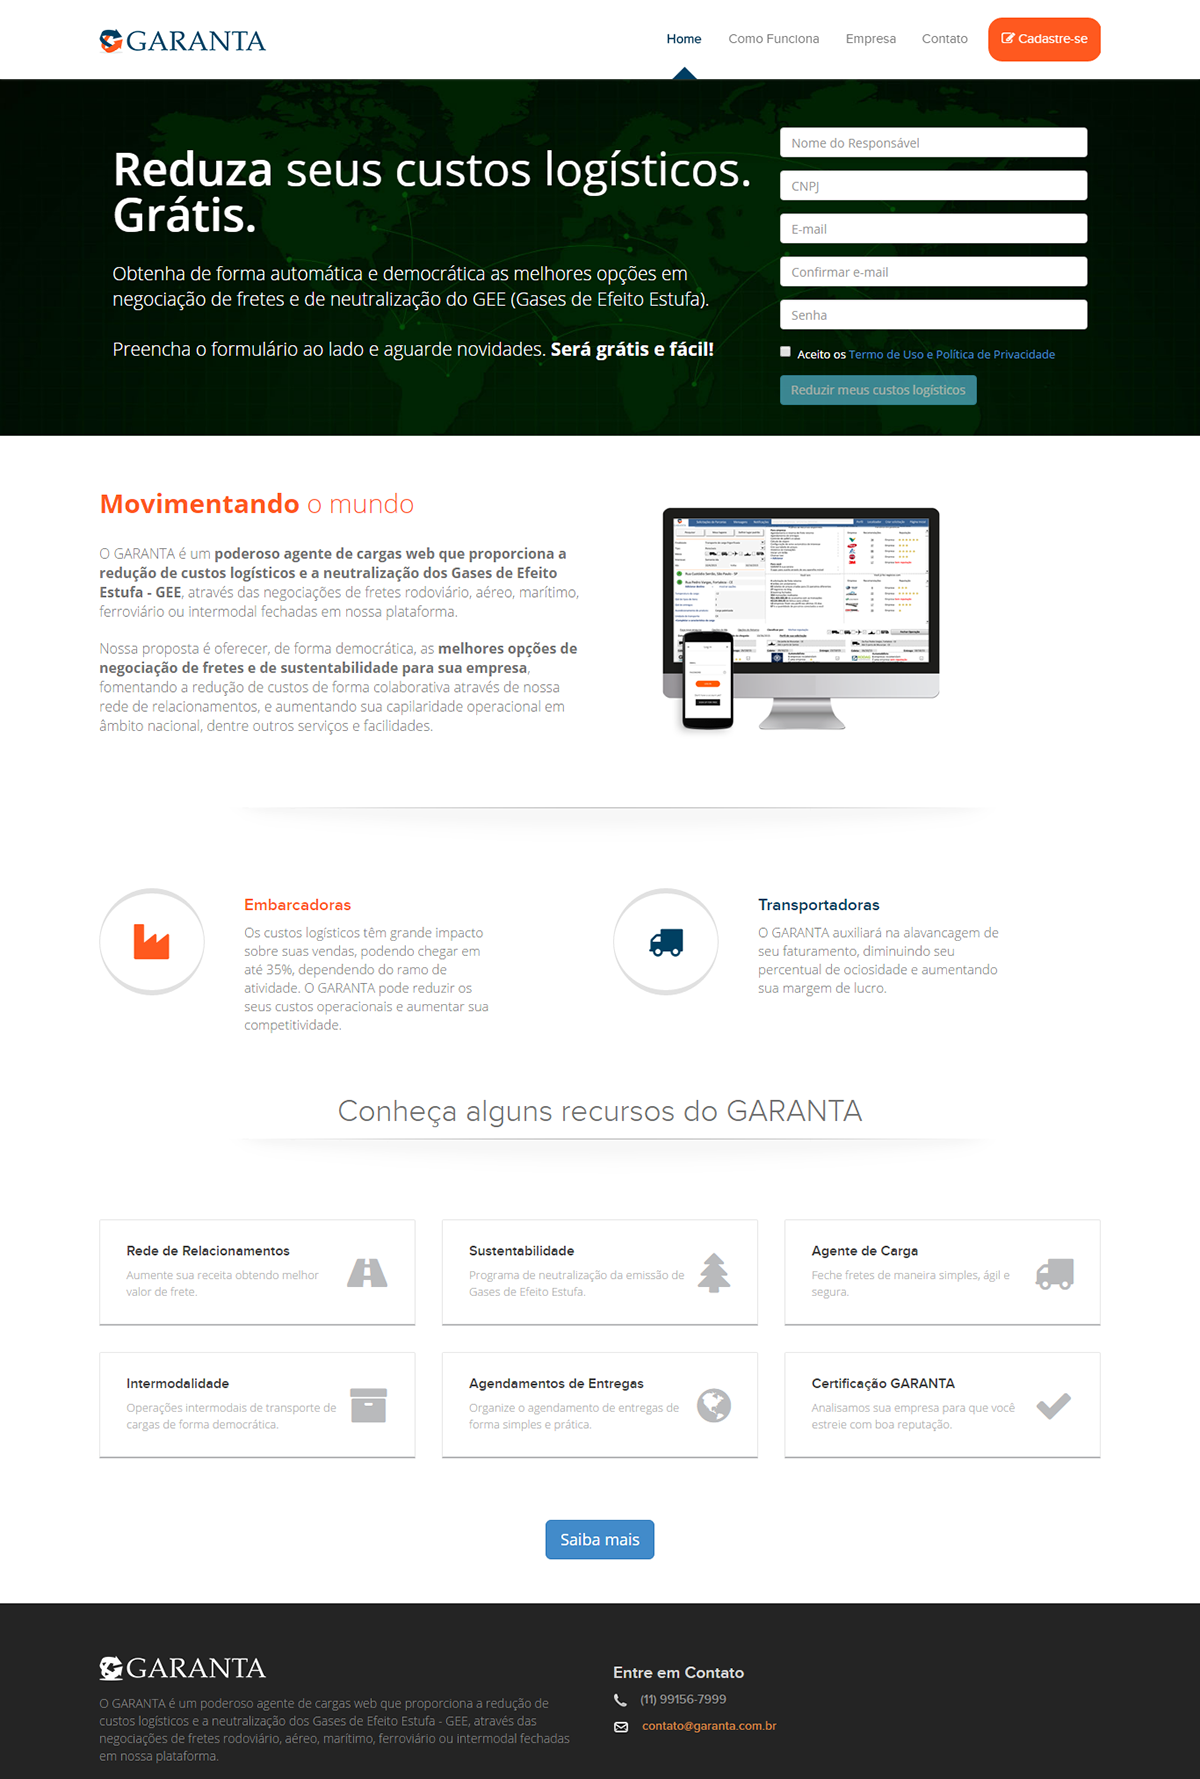 GARANTA
Home
Como Funciona
Empresa
Contato
Cadastre-se
Reduza seus custos logísticos.
Grátis.
Obtenha de forma automática e democrática as melhores opções em
negociação de fretes e de neutralização do GEE (Gases de Efeito Estufa).
Preencha o formulário ao lado e aguarde novidades. Será grátis e fácil!
Nome do Responsável
CNPJ
E-mail
Confirmar e-mail
Senha
Aceito os Termo de Uso e Política de Privacidade
Reduzir meus custos logísticos
Movimentando o mundo
O GARANTA é um poderoso agente de cargas web que proporciona a
redução de custos logísticos e a neutralização dos Gases de Efeito
Estufa - GEE, através das negociações de fretes rodoviário, aéreo, marítimo,
ferroviário ou intermodal fechadas em nossa plataforma.
Nossa proposta é oferecer, de forma democrática, as melhores opções de
negociação de fretes e de sustentabilidade para sua empresa,
fomentando a redução de custos de forma colaborativa através de nossa
rede de relacionamentos, e aumentando sua capilaridade operacional em
âmbito nacional, dentre outros serviços e facilidades.
Embarcadoras
Os custos logísticos têm grande impacto
sobre suas vendas, podendo chegar em
até 35%, dependendo do ramo de
atividade. O GARANTA pode reduzir os
seus custos operacionais e aumentar sua
competitividade.
Transportadoras
O GARANTA auxiliará na alavancagem de
seu faturamento, diminuindo seu
percentual de ociosidade e aumentando
sua margem de lucro.
Conheça alguns recursos do GARANTA
Rede de Relacionamentos
Aumente sua receita obtendo melhor
valor de frete.
Sustentabilidade
Programa de neutralização da emissão de
Gases de Efeito Estufa.
Agente de Carga
Feche fretes de maneira simples, ágil e
segura.
Intermodalidade
Operações intermodais de transporte de
cargas de forma democrática.
Agendamentos de Entregas
Organize o agendamento de entregas de
forma simples e prática.
Certificação GARANTA
Analisamos sua empresa para que você
estreie com boa reputação.
Saiba mais
GARANTA
O GARANTA é um poderoso agente de cargas web que proporciona a redução de
custos logísticos e a neutralização dos Gases de Efeito Estufa - GEE, através das
negociações de fretes rodoviário, aéreo, marítimo, ferroviário ou intermodal fechadas
em nossa plataforma.
Entre em Contato
(11) 99156-7999
contato@garanta.com.br